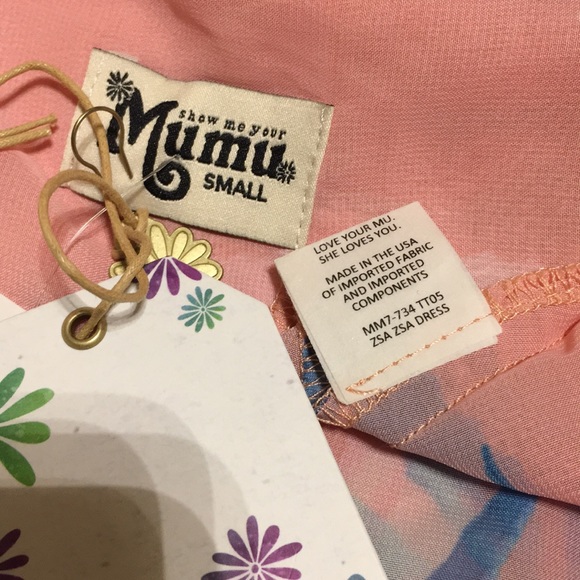 show me your
Mumu
SMALL
LOVE YOUR MU.
SHE LOVES YOU.
MADE IN THE USA
OF IMPORTED FABRIC
AND IMPORTED
COMPONENTS
MM7-734 TT05
ZSA ZSA DRESS